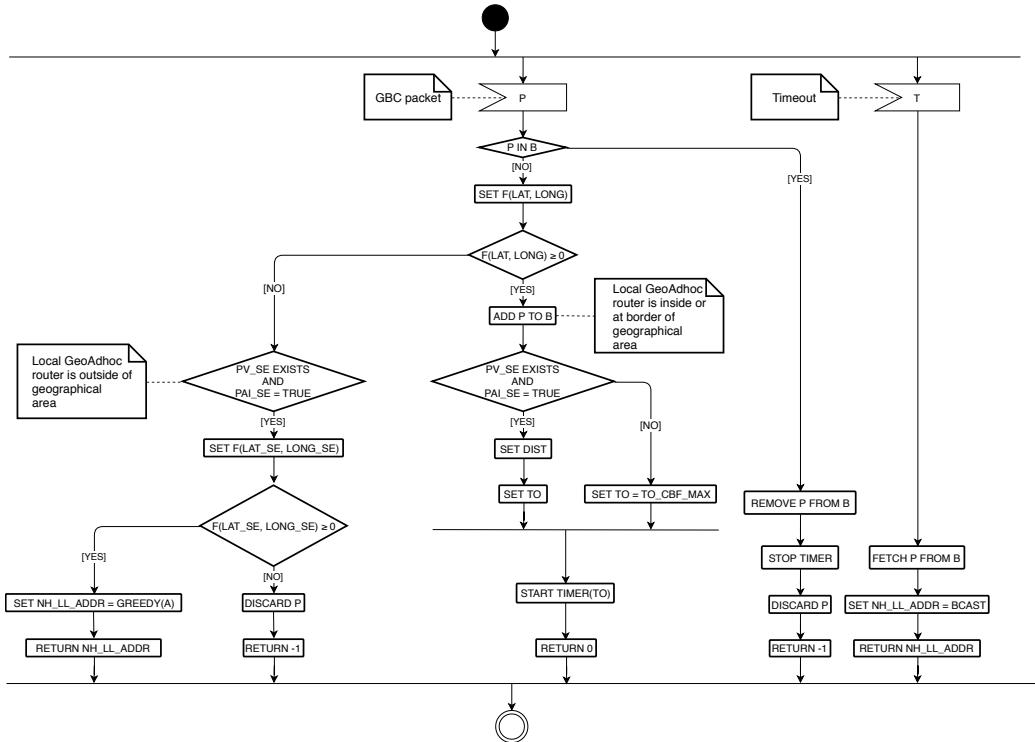 GBC packet
P
Timeout
T
P IN B
[NO]
[YES]
SET F(LAT, LONG)
F(LAT, LONG) ≥ 0
[NO]
[YES]
ADD P TO B
Local GeoAdhoc
router is inside or
at border of
geographical
area
Local GeoAdhoc
router is outside of
geographical
area
PV_SE EXISTS
AND
PAI_SE = TRUE
[YES]
PV_SE EXISTS
AND
PAI_SE = TRUE
[YES]
[NO]
SET F(LAT_SE, LONG_SE)
SET DIST
SET TO
SET TO = TO_CBF_MAX
REMOVE P FROM B
F(LAT_SE, LONG_SE) ≥ 0
[YES]
[NO]
STOP TIMER
FETCH P FROM B
SET NH_LL_ADDR = GREEDY(A)
DISCARD P
START TIMER(TO)
DISCARD P
SET NH_LL_ADDR = BCAST
RETURN NH_LL_ADDR
RETURN -1
RETURN 0
RETURN -1
RETURN NH_LL_ADDR